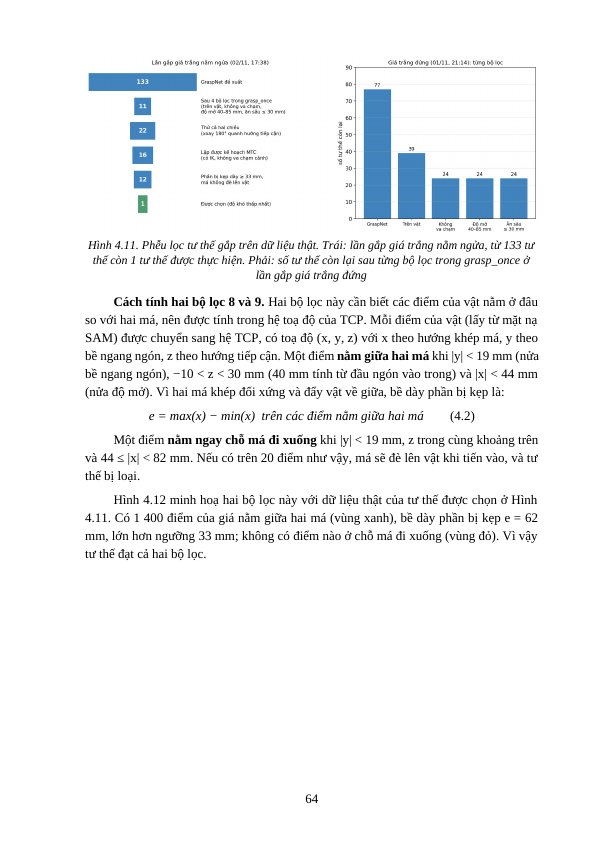 Lần gắp giá trắng nằm ngửa (02/11, 17:38)
133
GraspNet đề xuất
11
Sau 4 bộ lọc trong grasp_once
(trên vật, không va chạm,
độ mở 40–85 mm, ăn sâu ≤ 30 mm)
22
Thử cả hai chiều
(xoay 180° quanh hướng tiếp cận)
16
Lập được kế hoạch MTC
(có IK, không va chạm cảnh)
12
Phần bị kẹp dày ≥ 33 mm,
má không đè lên vật
1
Được chọn (độ khó thấp nhất)
Giá trắng đứng (01/11, 21:14): từng bộ lọc
số tư thế còn lại
90
80
70
60
50
40
30
20
10
0
77
39
24
24
24
GraspNet
Trên vật
Không
va chạm
Độ mở
40–85 mm
Ăn sâu
≤ 30 mm
Hình 4.11. Phễu lọc tư thế gắp trên dữ liệu thật. Trái: lần gắp giá trắng nằm ngửa, từ 133 tư
thế còn 1 tư thế được thực hiện. Phải: số tư thế còn lại sau từng bộ lọc trong grasp_once ở
lần gắp giá trắng đứng
Cách tính hai bộ lọc 8 và 9. Hai bộ lọc này cần biết các điểm của vật nằm ở đâu
so với hai má, nên được tính trong hệ toạ độ của TCP. Mỗi điểm của vật (lấy từ mặt nạ
SAM) được chuyển sang hệ TCP, có toạ độ (x, y, z) với x theo hướng khép má, y theo
bề ngang ngón, z theo hướng tiếp cận. Một điểm nằm giữa hai má khi |y| < 19 mm (nửa
bề ngang ngón), −10 < z < 30 mm (40 mm tính từ đầu ngón vào trong) và |x| < 44 mm
(nửa độ mở). Vì hai má khép đối xứng và đẩy vật về giữa, bề dày phần bị kẹp là:
e = max(x) − min(x) trên các điểm nằm giữa hai má (4.2)
Một điểm nằm ngay chỗ má đi xuống khi |y| < 19 mm, z trong cùng khoảng trên
và 44 ≤ |x| < 82 mm. Nếu có trên 20 điểm như vậy, má sẽ đè lên vật khi tiến vào, và tư
thế bị loại.
Hình 4.12 minh hoạ hai bộ lọc này với dữ liệu thật của tư thế được chọn ở Hình
4.11. Có 1 400 điểm của giá nằm giữa hai má (vùng xanh), bề dày phần bị kẹp e = 62
mm, lớn hơn ngưỡng 33 mm; không có điểm nào ở chỗ má đi xuống (vùng đỏ). Vì vậy
tư thế đạt cả hai bộ lọc.
64